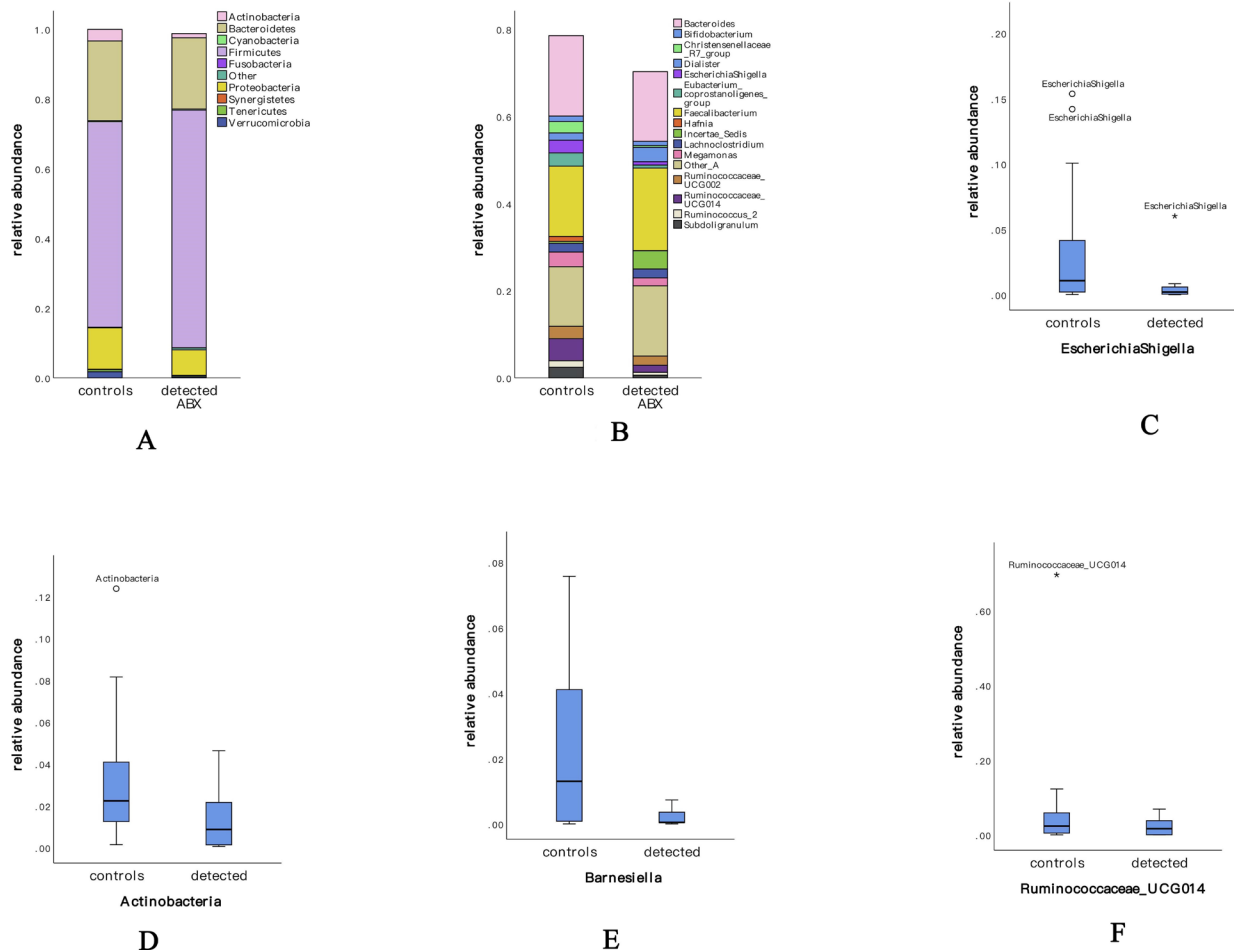 relative abundance
1.0
0.8
0.6
0.4
0.2
0.0
controls
detected
ABX
Actinobacteria
Bacteroidetes
Cyanobacteria
Firmicutes
Fusobacteria
Other
Proteobacteria
Synergistetes
Tenericutes
Verrucomicrobia
A
relative abundance
0.8
0.6
0.4
0.2
0.0
controls
detected
ABX
Bacteroides
Bifidobacterium
Christensenellaceae
_R7_group
Dialister
EscherichiaShigella
Eubacterium_
coprostanoligenes_
group
Faecalibacterium
Hafnia
Incertae_Sedis
Lachnoclostridium
Megamonas
Other_A
Ruminococcaceae_
UCG002
Ruminococcaceae_
UCG014
Ruminococcus_2
Subdoligranulum
B
relative abundance
.20
.15
.10
.05
.00
EscherichiaShigella
EscherichiaShigella
EscherichiaShigella
controls
detected
EscherichiaShigella
C
relative abundance
.12
.10
.08
.06
.04
.02
.00
Actinobacteria
controls
detected
Actinobacteria
D
relative abundance
.08
.06
.04
.02
.00
controls
detected
Barnesiella
E
relative abundance
.60
.40
.20
.00
Ruminococcaceae_UCG014
controls
detected
Ruminococcaceae_UCG014
F